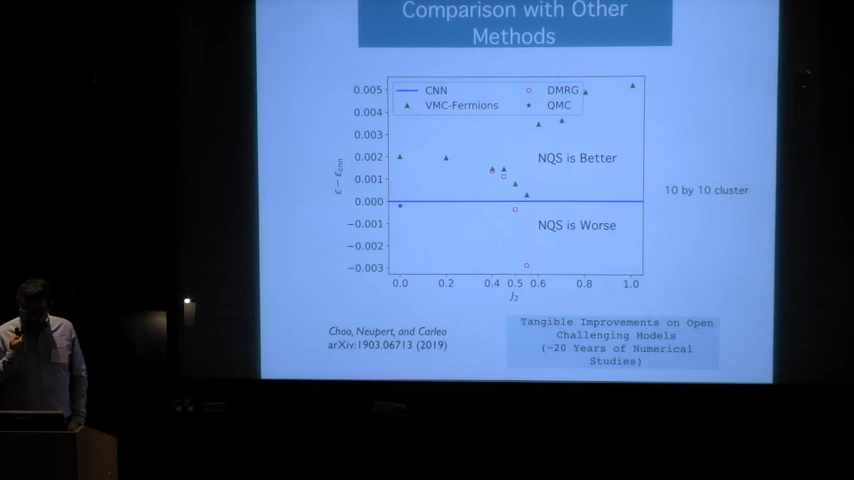 Comparison with Other
Methods
CNN
VMC-Fermions
DMRG
QMC
0.005
0.004
0.003
0.002
0.001
0.000
−0.001
−0.002
−0.003
ε − ε_cnn
NQS is Better
NQS is Worse
0.0 0.2 0.4 0.5 0.6 0.8 1.0
J_2
10 by 10 cluster
Choo, Neupert, and Carleo
arXiv:1903.06713 (2019)
Tangible Improvements on Open
Challenging Models
(~20 Years of Numerical
Studies)